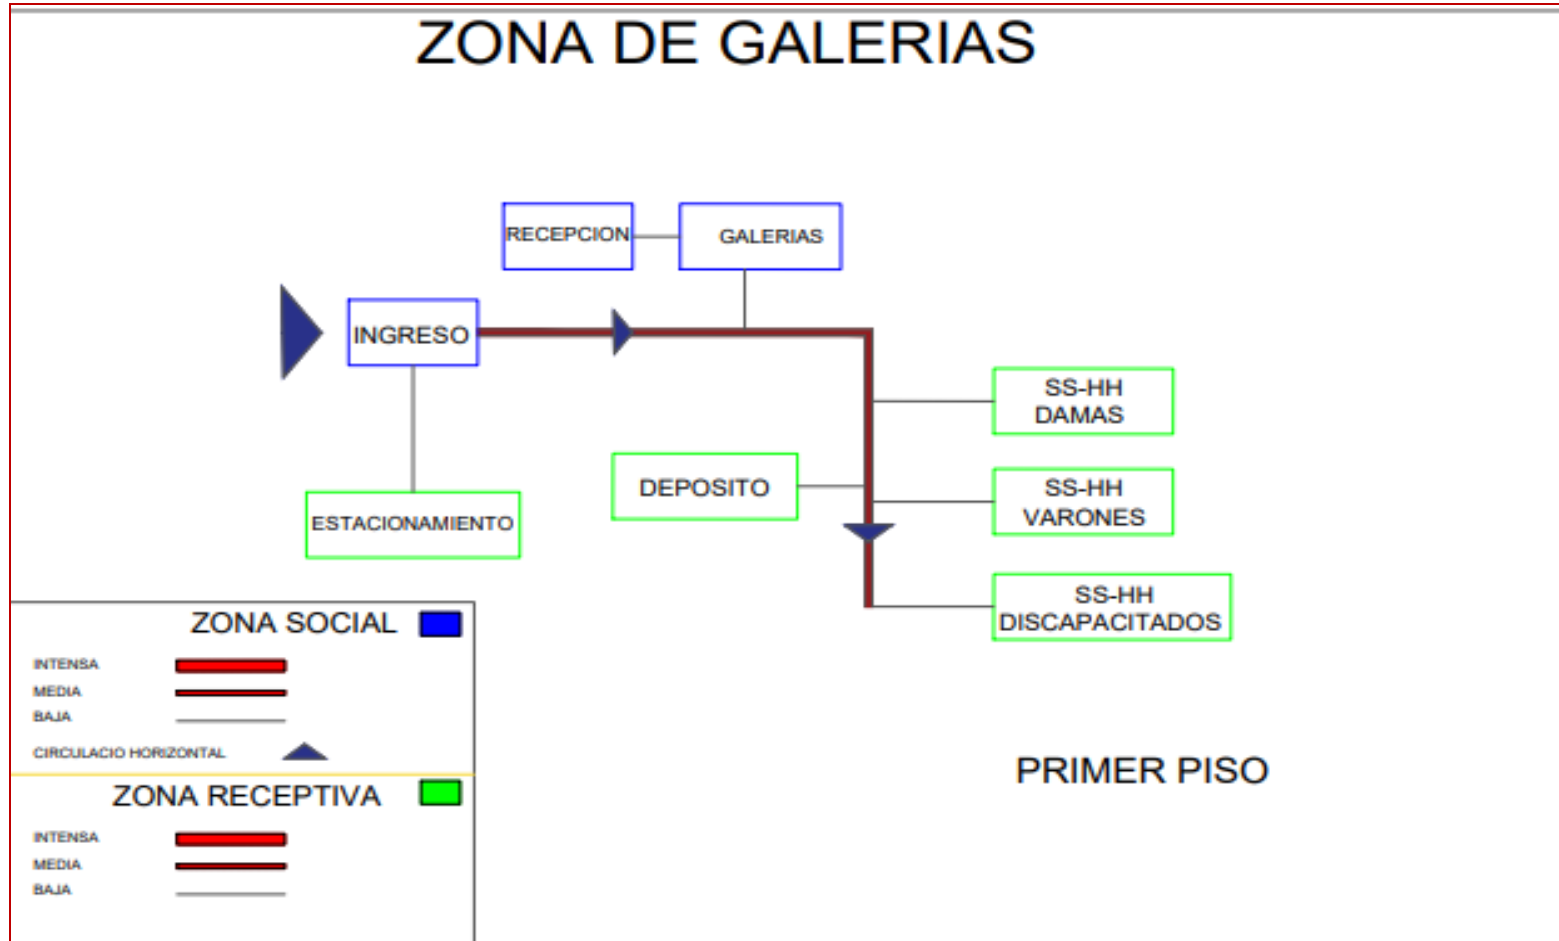 ZONA DE GALERIAS
RECEPCION
GALERIAS
INGRESO
SS-HH
DAMAS
DEPOSITO
SS-HH
VARONES
ESTACIONAMIENTO
SS-HH
DISCAPACITADOS
ZONA SOCIAL
INTENSA
MEDIA
BAJA
CIRCULACIO HORIZONTAL
PRIMER PISO
ZONA RECEPTIVA
INTENSA
MEDIA
BAJA